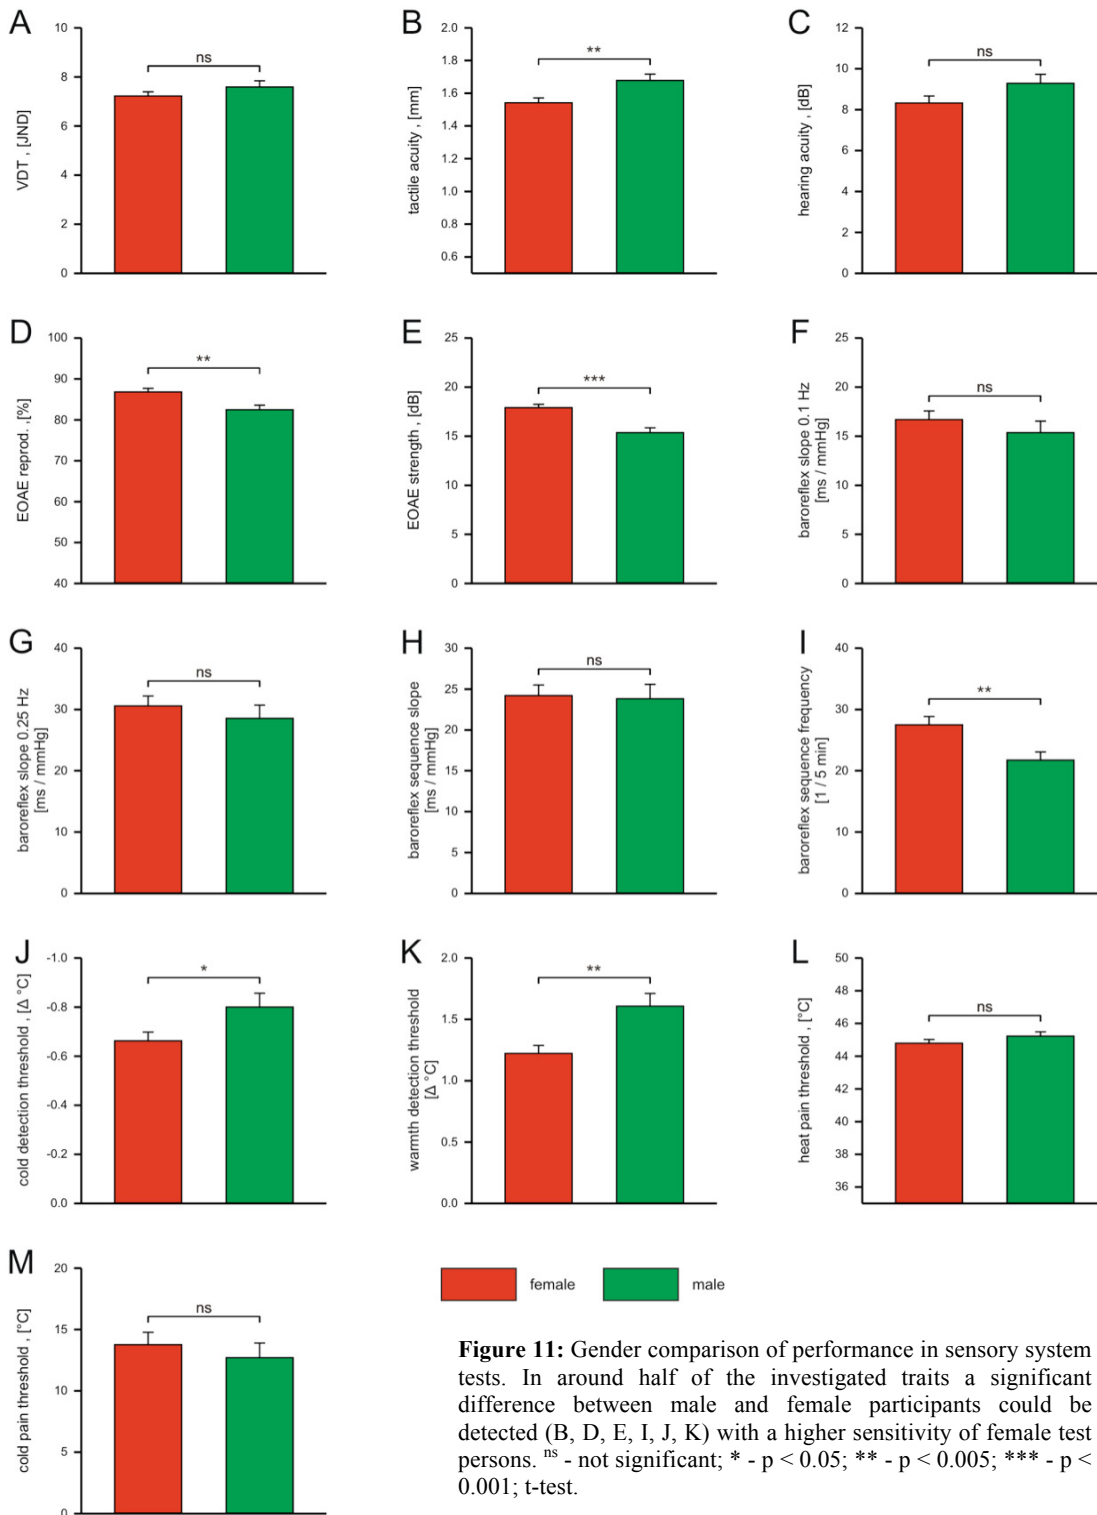 A
10
8
6
4
2
0
VDT , [JND]
ns
B
2.0
1.8
1.6
1.4
1.2
1.0
0.8
0.6
tactile acuity , [mm]
**
C
12
10
8
6
4
2
0
hearing acuity , [dB]
ns
D
100
90
80
70
60
50
40
EOAE reprod. ,[%]
**
E
25
20
15
10
5
0
EOAE strength , [dB]
***
F
25
20
15
10
5
0
baroreflex slope 0.1 Hz
[ms / mmHg]
ns
G
40
30
20
10
0
baroreflex slope 0.25 Hz
[ms / mmHg]
ns
H
30
25
20
15
10
5
0
baroreflex sequence slope
[ms / mmHg]
ns
I
40
30
20
10
0
baroreflex sequence frequency
[1 / 5 min]
**
J
-1.0
-0.8
-0.6
-0.4
-0.2
0.0
cold detection threshold , [Δ °C]
*
K
2.0
1.5
1.0
0.5
0.0
warmth detection threshold
[Δ °C]
**
L
50
48
46
44
42
40
38
36
heat pain threshold , [°C]
ns
M
20
15
10
5
0
cold pain threshold , [°C]
ns
female
male
Figure 11: Gender comparison of performance in sensory system
tests. In around half of the investigated traits a significant
difference between male and female participants could be
detected (B, D, E, I, J, K) with a higher sensitivity of female test
persons. ns - not significant; * - p < 0.05; ** - p < 0.005; *** - p <
0.001; t-test.